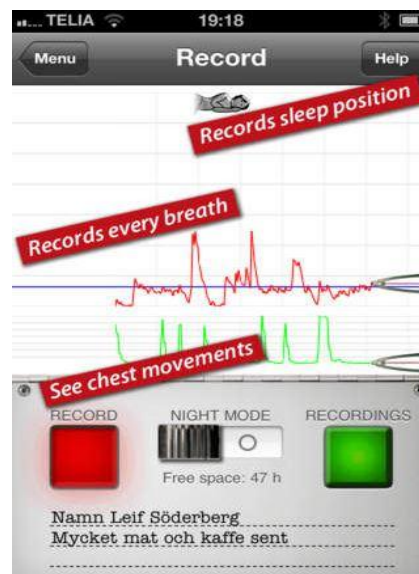 TELIA 19:18
Menu Record Help
Records sleep position
Records every breath
See chest movements
RECORD NIGHT MODE RECORDINGS
Free space: 47 h
Namn Leif Söderberg
Mycket mat och kaffe sent